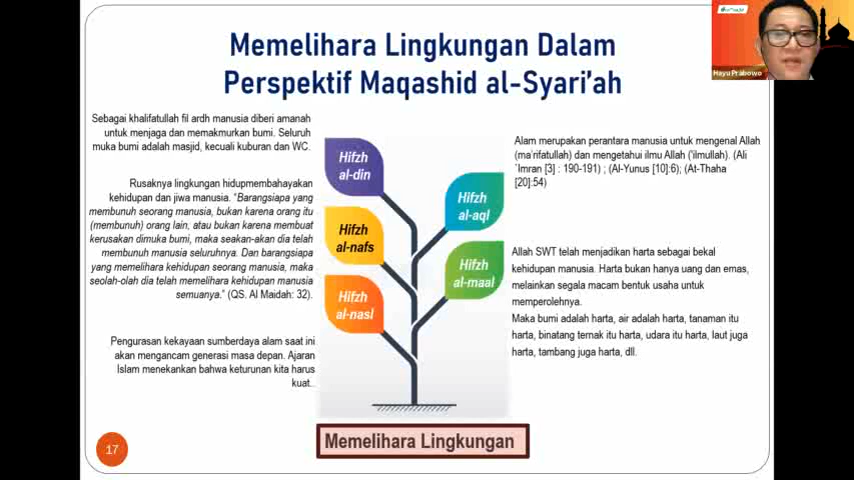 Memelihara Lingkungan Dalam
Perspektif Maqashid al-Syari'ah
Hayu Prabowo
Sebagai khalifatullah fil ardh manusia diberi amanah
untuk menjaga dan memakmurkan bumi. Seluruh
muka bumi adalah masjid, kecuali kuburan dan WC.
Hifzh
al-din
Alam merupakan perantara manusia untuk mengenal Allah
(ma'rifatullah) dan mengetahui ilmu Allah ('ilmullah). (Ali
`Imran [3] : 190-191) ; (Al-Yunus [10]:6); (At-Thaha
[20]:54)
Hifzh
al-aql
Rusaknya lingkungan hidupmembahayakan
kehidupan dan jiwa manusia. "Barangsiapa yang
membunuh seorang manusia, bukan karena orang itu
(membunuh) orang lain, atau bukan karena membuat
kerusakan dimuka bumi, maka seakan-akan dia telah
membunuh manusia seluruhnya. Dan barangsiapa
yang memelihara kehidupan seorang manusia, maka
seolah-olah dia telah memelihara kehidupan manusia
semuanya." (QS. Al Maidah: 32).
Hifzh
al-nafs
Hifzh
al-maal
Allah SWT telah menjadikan harta sebagai bekal
kehidupan manusia. Harta bukan hanya uang dan emas,
melainkan segala macam bentuk usaha untuk
memperolehnya.
Maka bumi adalah harta, air adalah harta, tanaman itu
harta, binatang ternak itu harta, udara itu harta, laut juga
harta, tambang juga harta, dll.
Hifzh
al-nasl
Pengurasan kekayaan sumberdaya alam saat ini
akan mengancam generasi masa depan. Ajaran
Islam menekankan bahwa keturunan kita harus
kuat..
Memelihara Lingkungan
17